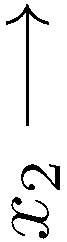 x₂ →